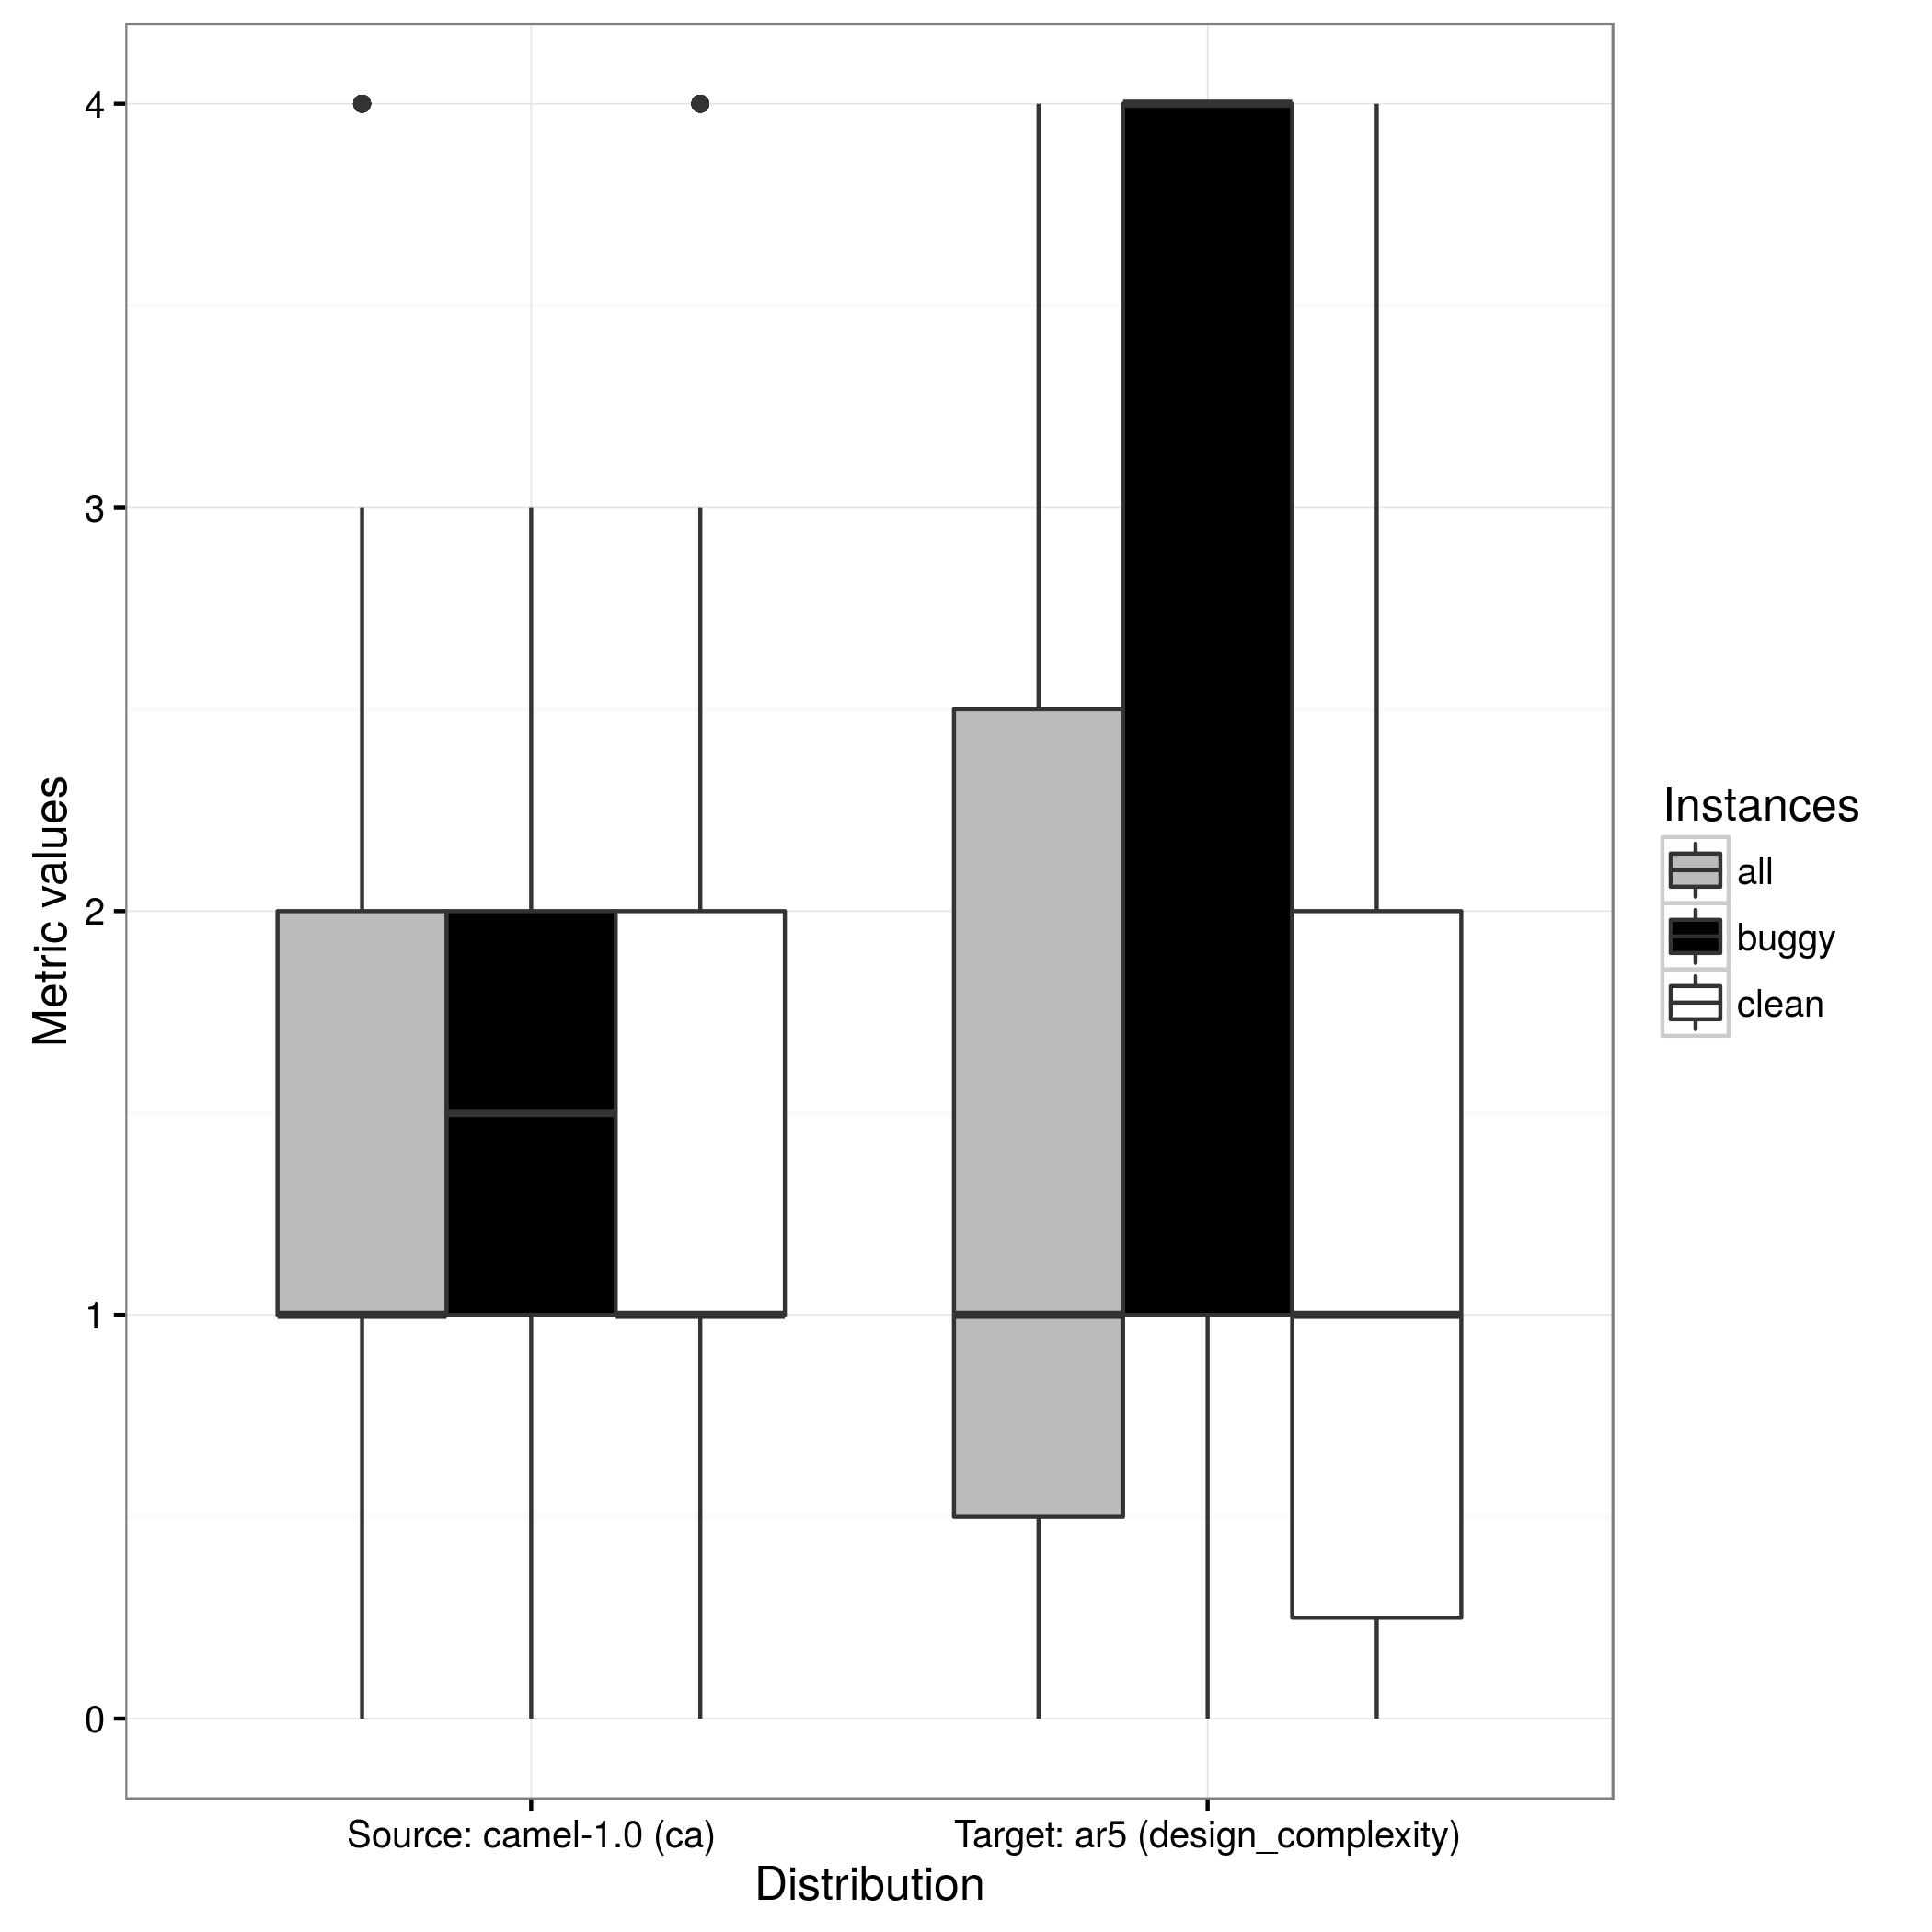 Metric values
4
3
2
1
0
Source: camel-1.0 (ca)
Target: ar5 (design_complexity)
Distribution
Instances
all
buggy
clean